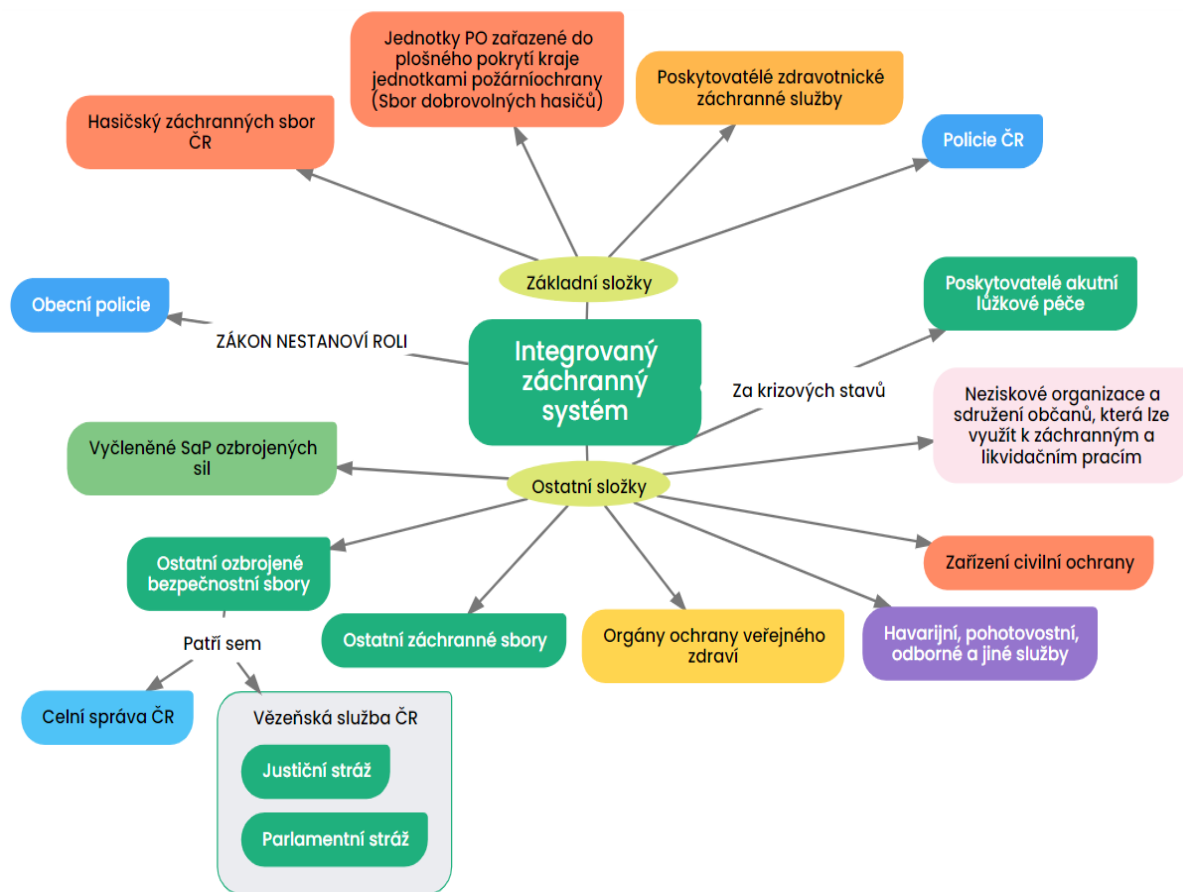 Jednotky PO zařazené do
plošného pokrytí kraje
jednotkami požárníochrany
(Sbor dobrovolných hasičů)
Poskytovatélé zdravotnické
záchranné služby
Hasičský záchranných sbor
ČR
Policie ČR
Základní složky
Poskytovatelé akutní
lůžkové péče
Obecní policie
ZÁKON NESTANOVÍ ROLI
Integrovaný
záchranný
systém
Za krizových stavů
Neziskové organizace a
sdružení občanů, která lze
využít k záchranným a
likvidačním pracím
Vyčleněné SaP ozbrojených
sil
Ostatní složky
Ostatní ozbrojené
bezpečnostní sbory
Zařízení civilní ochrany
Patří sem
Ostatní záchranné sbory
Orgány ochrany veřejného
zdraví
Havarijní, pohotovostní,
odborné a jiné služby
Celní správa ČR
Vězeňská služba ČR
Justiční stráž
Parlamentní stráž